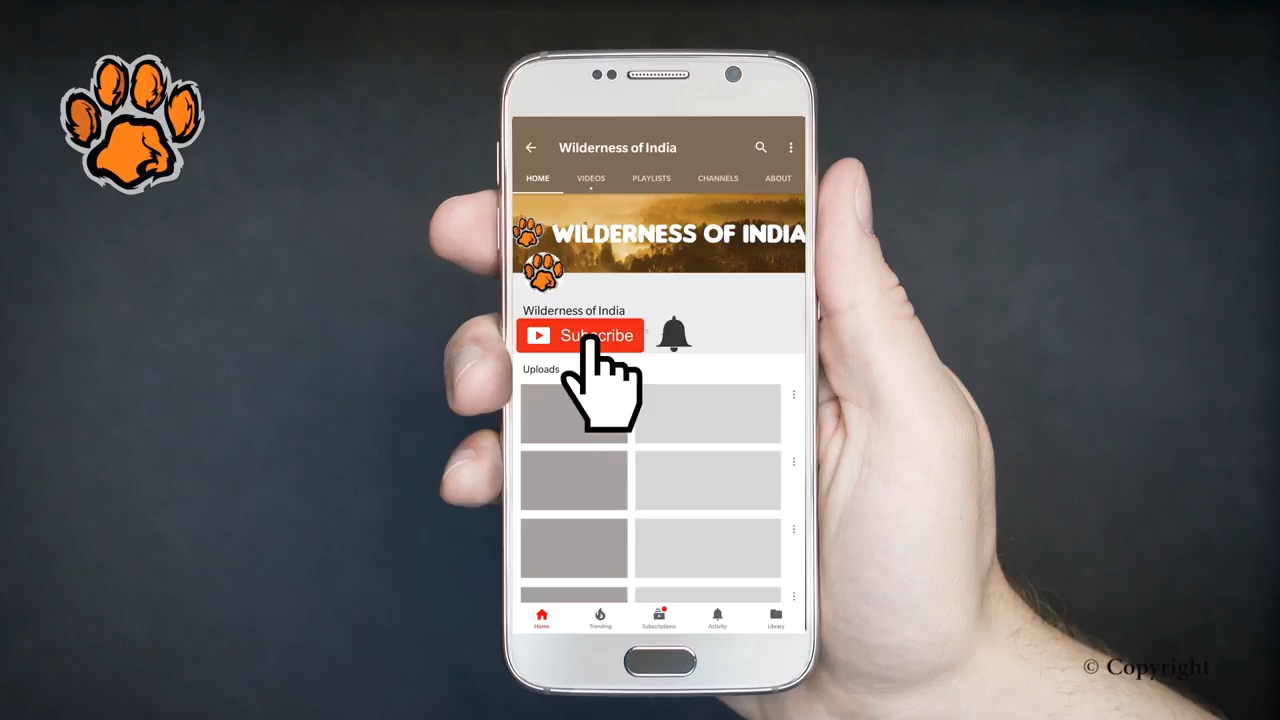 Wilderness of India
HOME VIDEOS PLAYLISTS CHANNELS ABOUT
WILDERNESS OF INDIA
Wilderness of India
Subscribe
Uploads
Home Trending Subscriptions Activity Library
© Copyright